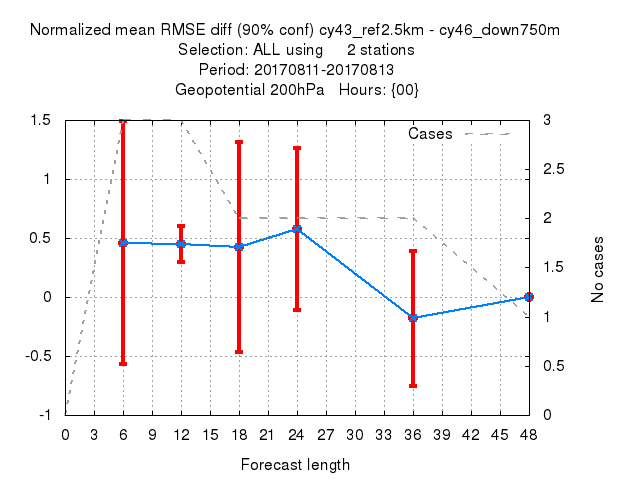 Normalized mean RMSE diff (90% conf) cy43_ref2.5km - cy46_down750m
Selection: ALL using 2 stations
Period: 20170811-20170813
Geopotential 200hPa Hours: {00}
Cases
1.5
1
0.5
0
-0.5
-1
3
2.5
2
1.5
1
0.5
0
No cases
0 3 6 9 12 15 18 21 24 27 30 33 36 39 42 45 48
Forecast length